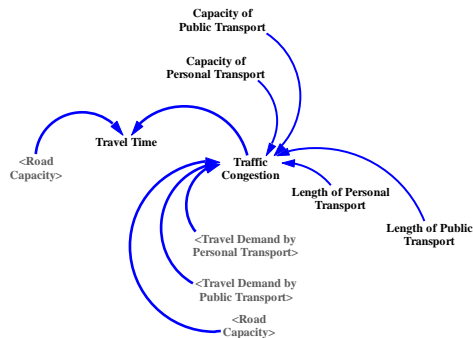 Capacity of
Public Transport
Capacity of
Personal Transport
Travel Time
<Road
Capacity>
Traffic
Congestion
Length of Personal
Transport
Length of Public
Transport
<Travel Demand by
Personal Transport>
<Travel Demand by
Public Transport>
<Road
Capacity>